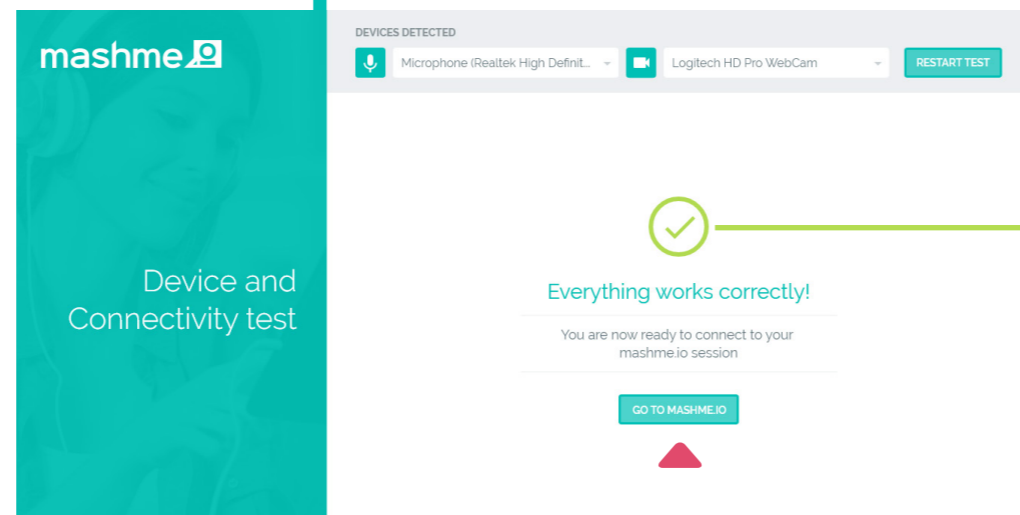 mashme.io
DEVICES DETECTED
Microphone (Realtek High Definit...
Logitech HD Pro WebCam
RESTART TEST
Device and
Connectivity test
Everything works correctly!
You are now ready to connect to your
mashme.io session
GO TO MASHME.IO